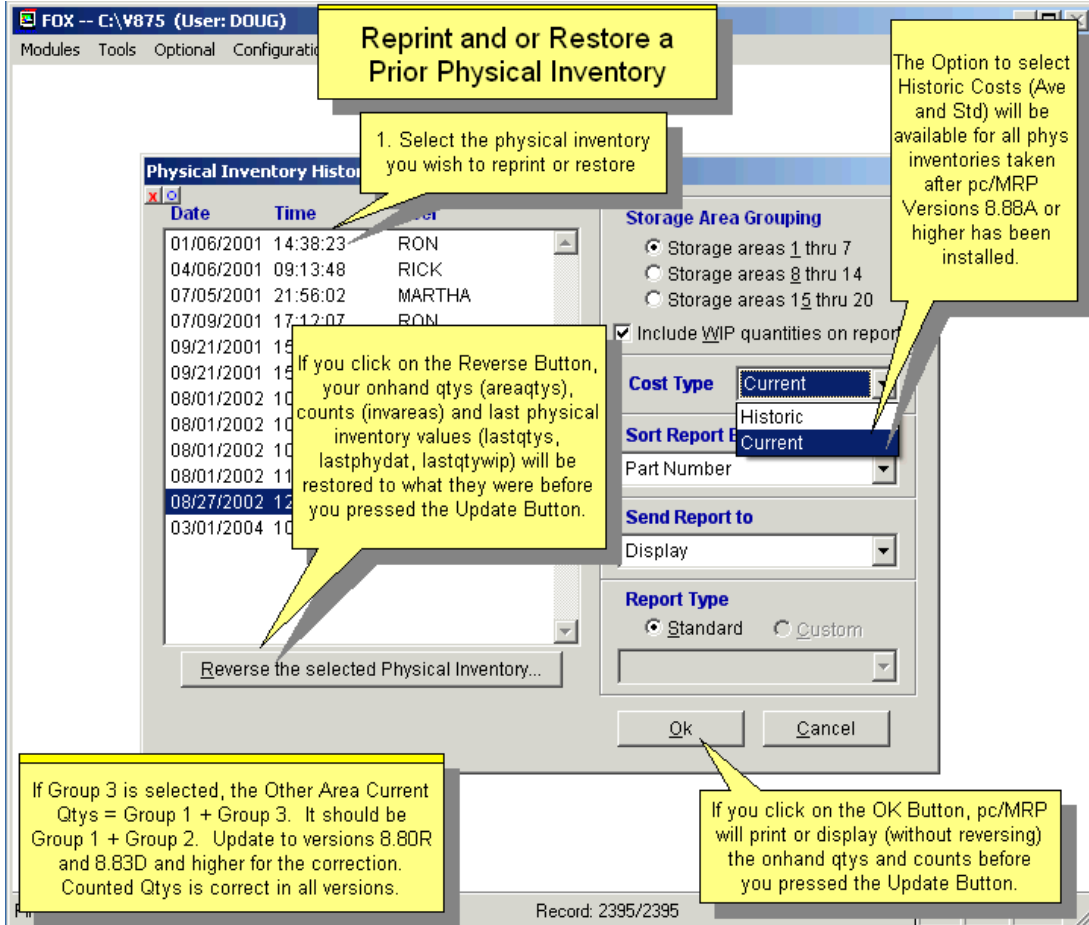 FOX -- C:\V875 (User: DOUG)
Modules Tools Optional
Reprint and or Restore a
Prior Physical Inventory
The Option to select
Historic Costs (Ave
and Std) will be
available for all phys
inventories taken
after pc/MRP
Versions 8.88A or
higher has been
installed.
1. Select the physical inventory
you wish to reprint or restore
Physical Inventory
Date Time
01/06/2001 14:38:23 RON
04/06/2001 09:13:48 RICK
07/05/2001 21:56:02 MARTHA
07/09/2001 17:12:07 RON
09/21/2001 15
09/21/2001 15
08/01/2002 10
08/01/2002 10
08/01/2002 10
08/01/2002 11
08/27/2002 12
03/01/2004 10
If you click on the Reverse Button,
your onhand qtys (areaqtys),
counts (invareas) and last physical
inventory values (lastqtys,
lastphydat, lastqtywip) will be
restored to what they were before
you pressed the Update Button.
Reverse the selected Physical Inventory...
Storage Area Grouping
Storage areas 1 thru 7
Storage areas 8 thru 14
Storage areas 15 thru 20
Include WIP quantities on report
Cost Type Current
Historic
Current
Sort Report
Part Number
Send Report to
Display
Report Type
Standard Custom
Ok Cancel
If Group 3 is selected, the Other Area Current
Qtys = Group 1 + Group 3. It should be
Group 1 + Group 2. Update to versions 8.80R
and 8.83D and higher for the correction.
Counted Qtys is correct in all versions.
If you click on the OK Button, pc/MRP
will print or display (without reversing)
the onhand qtys and counts before
you pressed the Update Button.
Record: 2395/2395